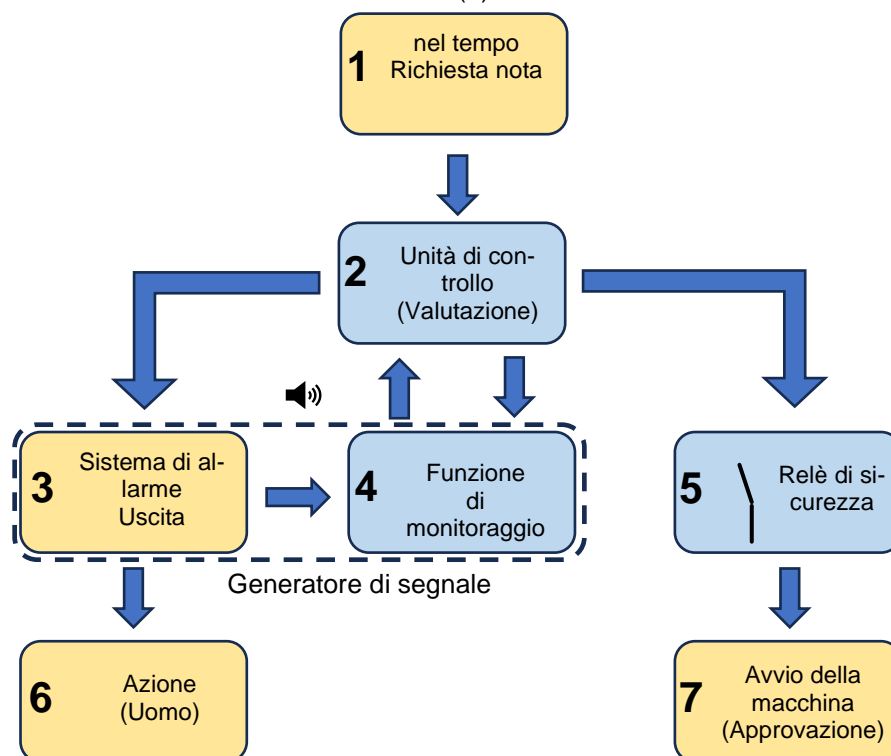 1
nel tempo
Richiesta nota
2
Unità di con-
trollo
(Valutazione)
3
Sistema di al-
larme
Uscita
4
Funzione
di
monitoraggio
5
Relè di si-
curezza
Generatore di segnale
6
Azione
(Uomo)
7
Avvio della
macchina
(Approvazione)